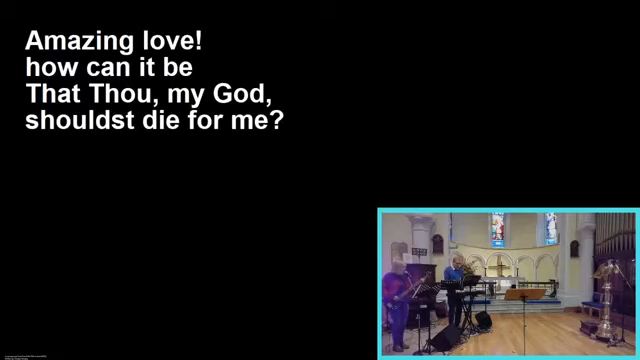 Amazing love!
how can it be
That Thou, my God,
shouldst die for me?